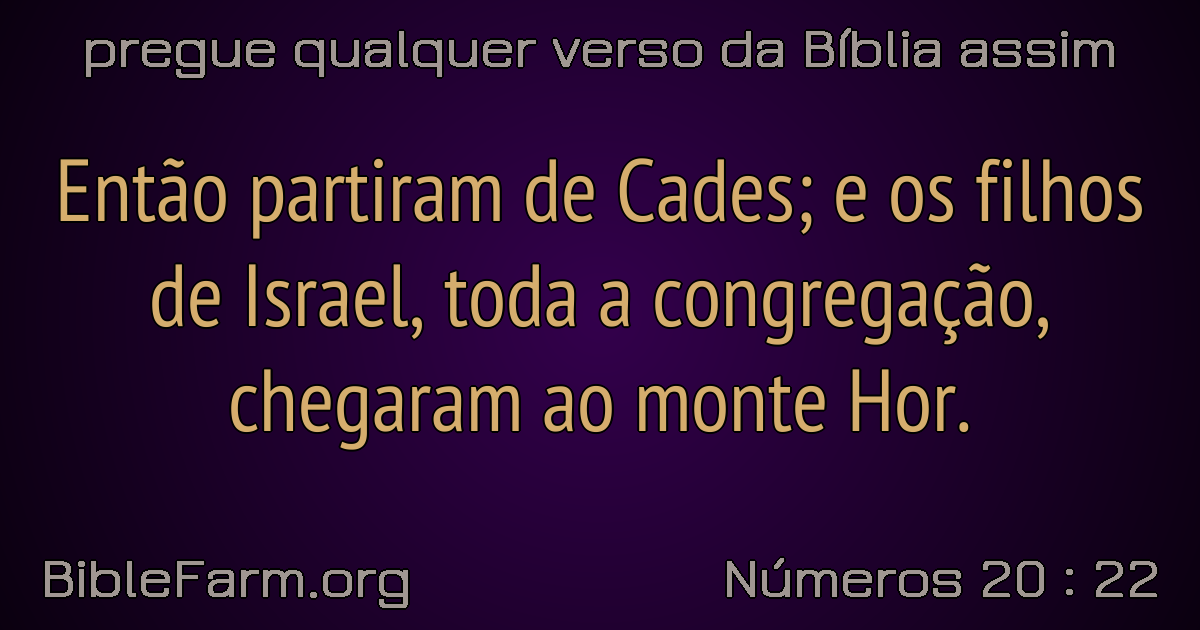 pregue qualquer verso da Bíblia assim
Então partiram de Cades; e os filhos
de Israel, toda a congregação,
chegaram ao monte Hor.
BibleFarm.org
Números 20 : 22